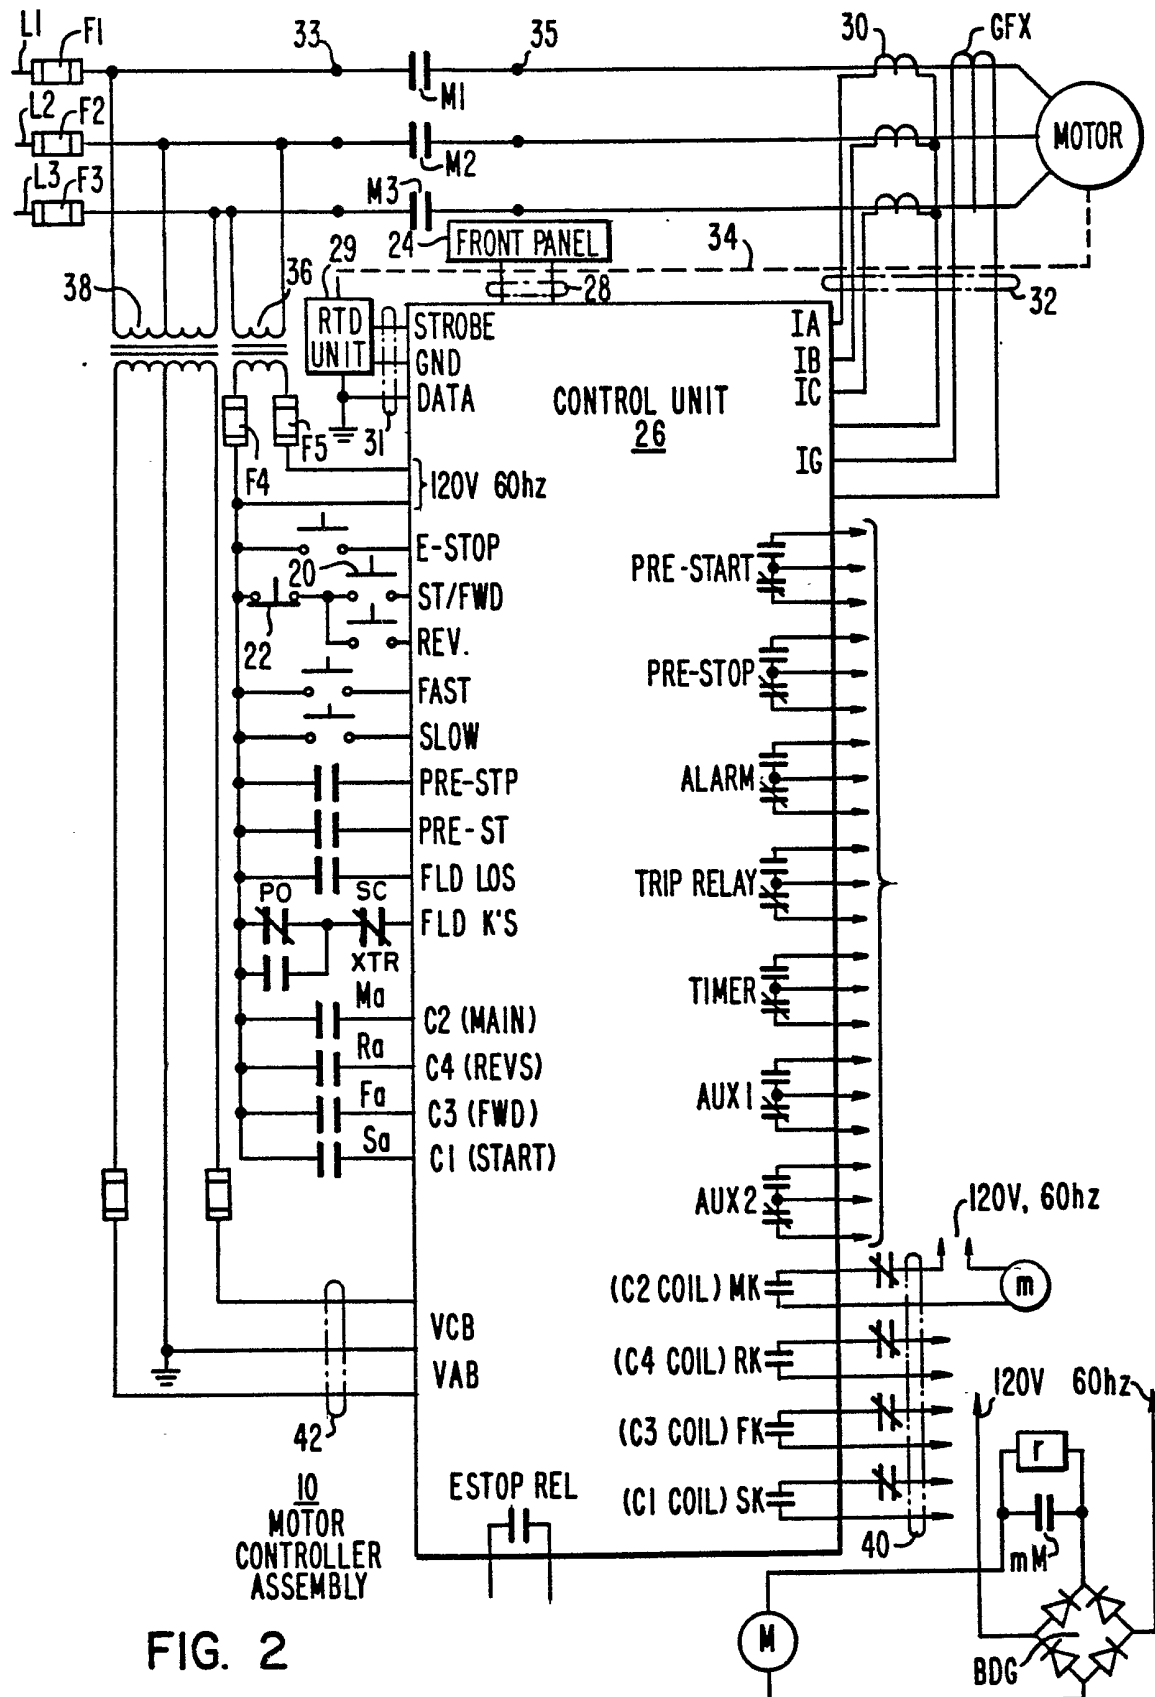 L1 F1 33 35 30 GFX
M1
L2 F2
MOTOR
M2
L3 F3
M3
24 FRONT PANEL
29 34
38 36 28 32
RTD UNIT
STROBE
GND
DATA
31
IA
IB
IC
IG
CONTROL UNIT
26
F4 F5
120V 60hz
E-STOP
20
ST/FWD
22
REV.
FAST
SLOW
PRE-STP
PRE-ST
FLD LOS
PO SC
FLD K'S
XTR
Ma
C2 (MAIN)
Ra
C4 (REVS)
Fa
C3 (FWD)
Sa
C1 (START)
PRE-START
PRE-STOP
ALARM
TRIP RELAY
TIMER
AUX1
AUX2
120V, 60hz
(C2 COIL) MK
m
(C4 COIL) RK
(C3 COIL) FK
(C1 COIL) SK
40
VCB
VAB
42
120V 60hz
r
mM
BDG
M
ESTOP REL
10
MOTOR
CONTROLLER
ASSEMBLY
FIG. 2